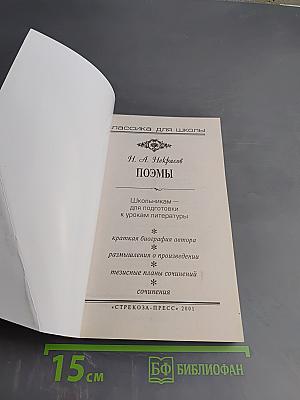 лассика для школы
Н. А. Некрасов
ПОЭМЫ
Школьникам —
для подготовки
к урокам литературы
краткая биография автора
размышления о произведении
тезисные планы сочинений
сочинения
«СТРЕКОЗА-ПРЕСС» 2001
15 см
БФ БИБЛИОФАН